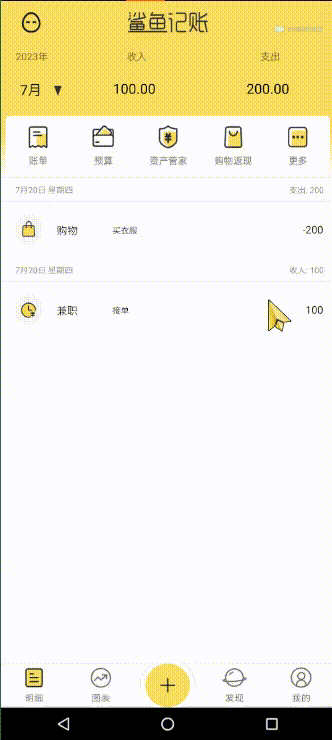 鲨鱼记账
2023年 收入 支出
7月 ▼ 100.00 200.00
账单 预算 资产管家 购物返现 更多
7月20日 星期四 支出: 200
购物 买衣服 -200
7月20日 星期四 收入: 100
兼职 接单 100
明细 图表 发现 我的